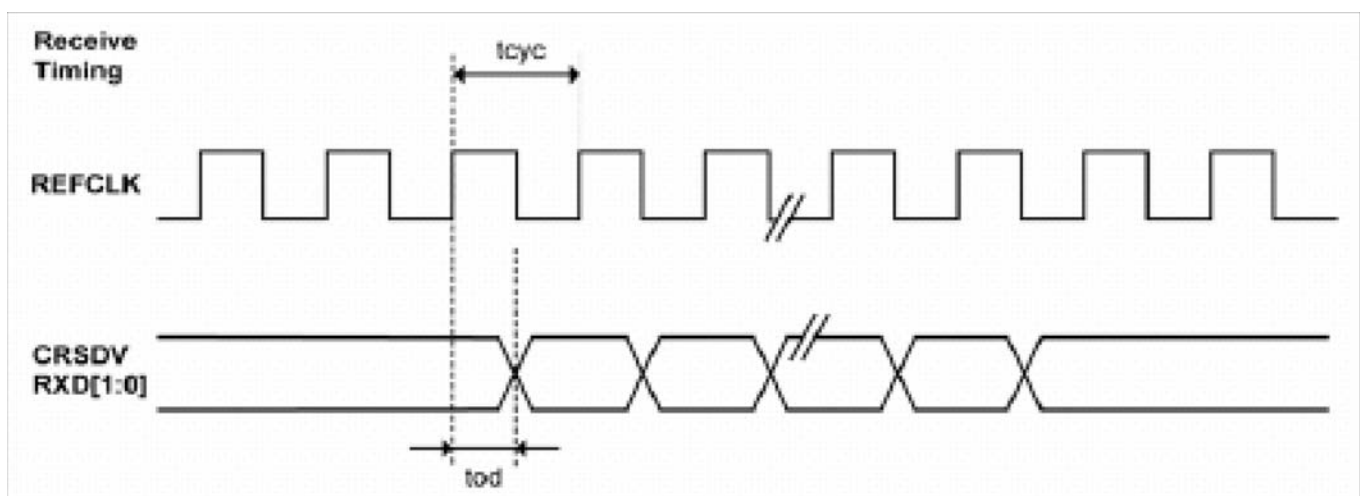 Receive
Timing
tcyc
REFCLK
CRSDV
RXD[1:0]
tod